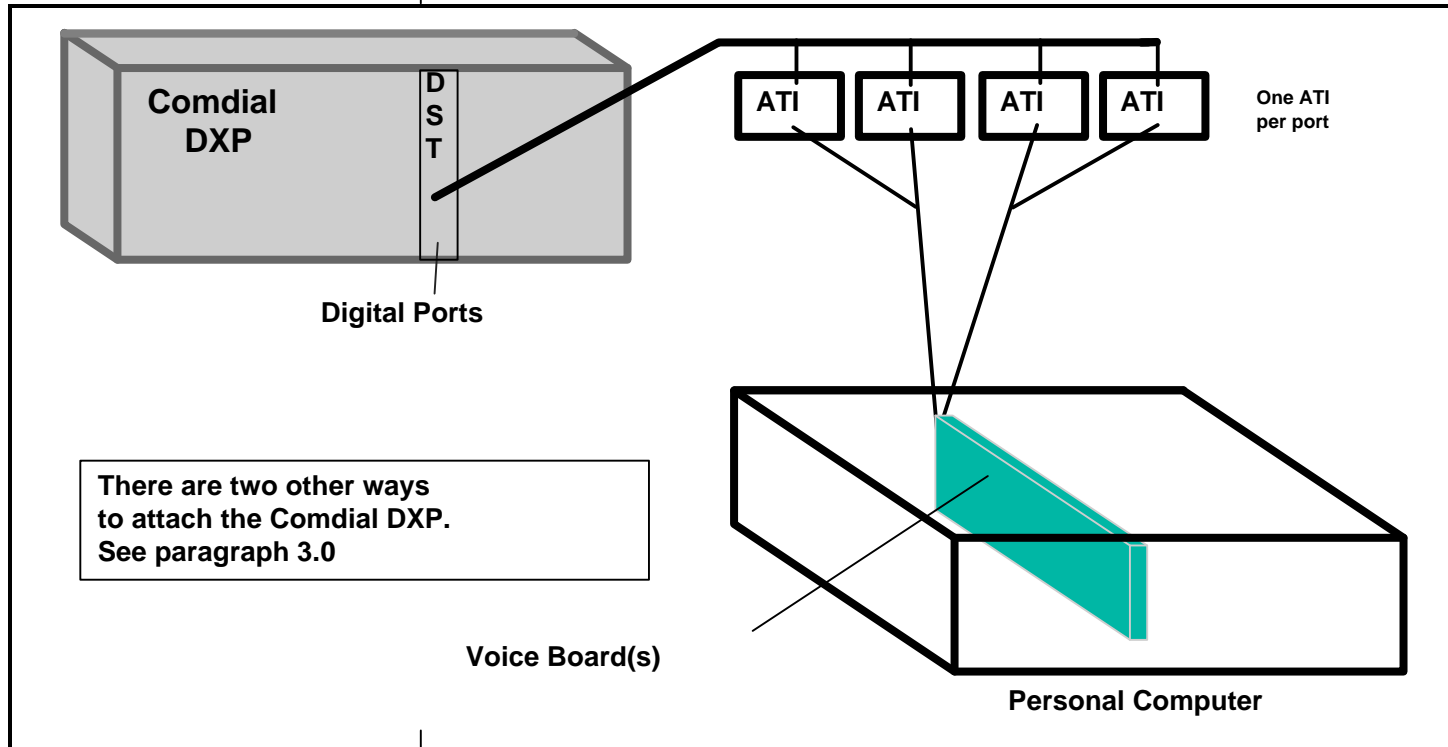 Comdial
DXP
D
S
T
ATI
ATI
ATI
ATI
One ATI
per port
Digital Ports
There are two other ways
to attach the Comdial DXP.
See paragraph 3.0
Voice Board(s)
Personal Computer